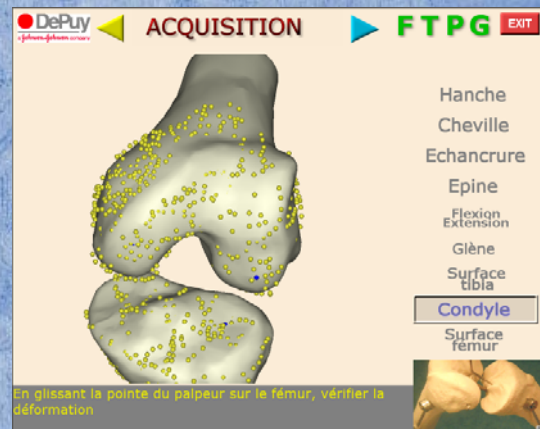 DePuy
a Johnson & Johnson company
ACQUISITION
F T P G
EXIT
Hanche
Cheville
Echancrure
Epine
Flexion
Extension
Glène
Surface
tibia
Condyle
Surface
fémur
En glissant la pointe du palpeur sur le fémur, vérifier la
déformation